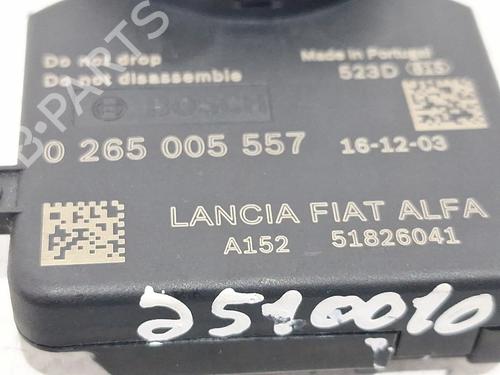 Do not drop
Made in Portugal
Do not disassemble
523D
BOSCH
0 265 005 557
16-12-03
LANCIA FIAT ALFA
A152 51826041
2510010
B-PARTS